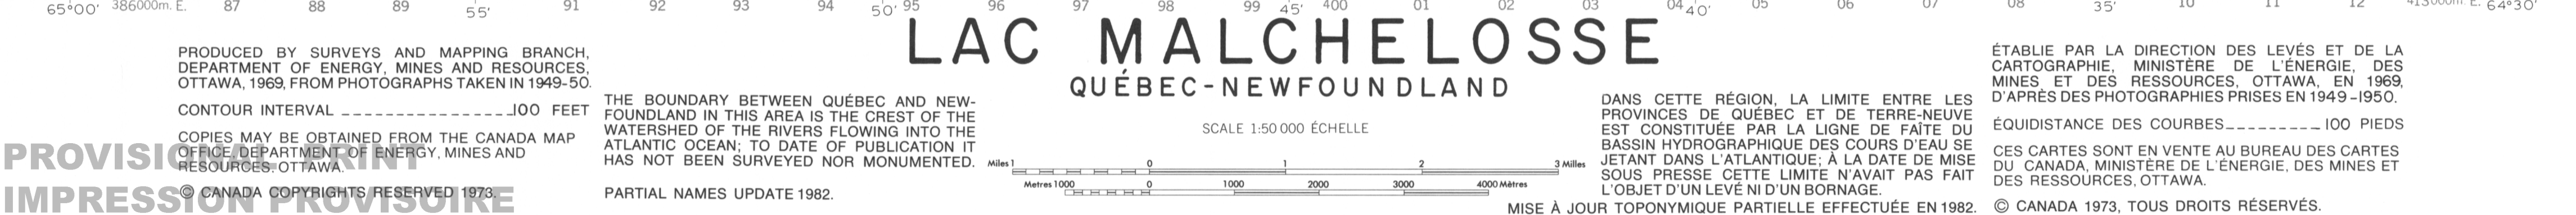 65°00' 386000m. E. 87 88 89 55' 91 92 93 94 50' 95 96 97 98 99 45' 400 01 02 03 04 40' 05 06 07 08 35' 10 11 12 413000m. E. 64°30'
LAC MALCHELOSSE
QUÉBEC-NEWFOUNDLAND
SCALE 1:50 000 ÉCHELLE
Miles 1 0 1 2 3 Milles
Metres 1000 0 1000 2000 3000 4000 Mètres
PRODUCED BY SURVEYS AND MAPPING BRANCH,
DEPARTMENT OF ENERGY, MINES AND RESOURCES,
OTTAWA, 1969, FROM PHOTOGRAPHS TAKEN IN 1949-50.
CONTOUR INTERVAL 100 FEET
COPIES MAY BE OBTAINED FROM THE CANADA MAP
OFFICE, DEPARTMENT OF ENERGY, MINES AND
RESOURCES, OTTAWA.
© CANADA COPYRIGHTS RESERVED 1973.
PROVISIONAL PRINT
IMPRESSION PROVISOIRE
THE BOUNDARY BETWEEN QUÉBEC AND NEW-
FOUNDLAND IN THIS AREA IS THE CREST OF THE
WATERSHED OF THE RIVERS FLOWING INTO THE
ATLANTIC OCEAN; TO DATE OF PUBLICATION IT
HAS NOT BEEN SURVEYED NOR MONUMENTED.
PARTIAL NAMES UPDATE 1982.
DANS CETTE RÉGION, LA LIMITE ENTRE LES
PROVINCES DE QUÉBEC ET DE TERRE-NEUVE
EST CONSTITUÉE PAR LA LIGNE DE FAÎTE DU
BASSIN HYDROGRAPHIQUE DES COURS D'EAU SE
JETANT DANS L'ATLANTIQUE; À LA DATE DE MISE
SOUS PRESSE CETTE LIMITE N'AVAIT PAS FAIT
L'OBJET D'UN LEVÉ NI D'UN BORNAGE.
MISE À JOUR TOPONYMIQUE PARTIELLE EFFECTUÉE EN 1982.
ÉTABLIE PAR LA DIRECTION DES LEVÉS ET DE LA
CARTOGRAPHIE, MINISTÈRE DE L'ÉNERGIE, DES
MINES ET DES RESSOURCES, OTTAWA, EN 1969,
D'APRÈS DES PHOTOGRAPHIES PRISES EN 1949-1950.
ÉQUIDISTANCE DES COURBES 100 PIEDS
CES CARTES SONT EN VENTE AU BUREAU DES CARTES
DU CANADA, MINISTÈRE DE L'ÉNERGIE, DES MINES ET
DES RESSOURCES, OTTAWA.
© CANADA 1973, TOUS DROITS RÉSERVÉS.